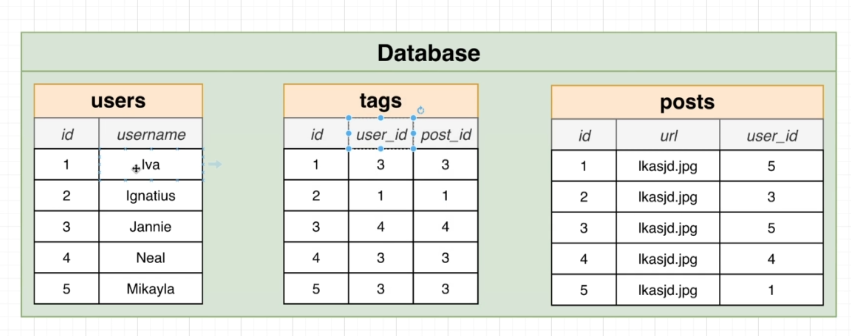 Database
users
id username
1 Iva
2 Ignatius
3 Jannie
4 Neal
5 Mikayla
tags
id user_id post_id
1 3 3
2 1 1
3 4 4
4 3 3
5 3 3
posts
id url user_id
1 lkasjd.jpg 5
2 lkasjd.jpg 3
3 lkasjd.jpg 5
4 lkasjd.jpg 4
5 lkasjd.jpg 1